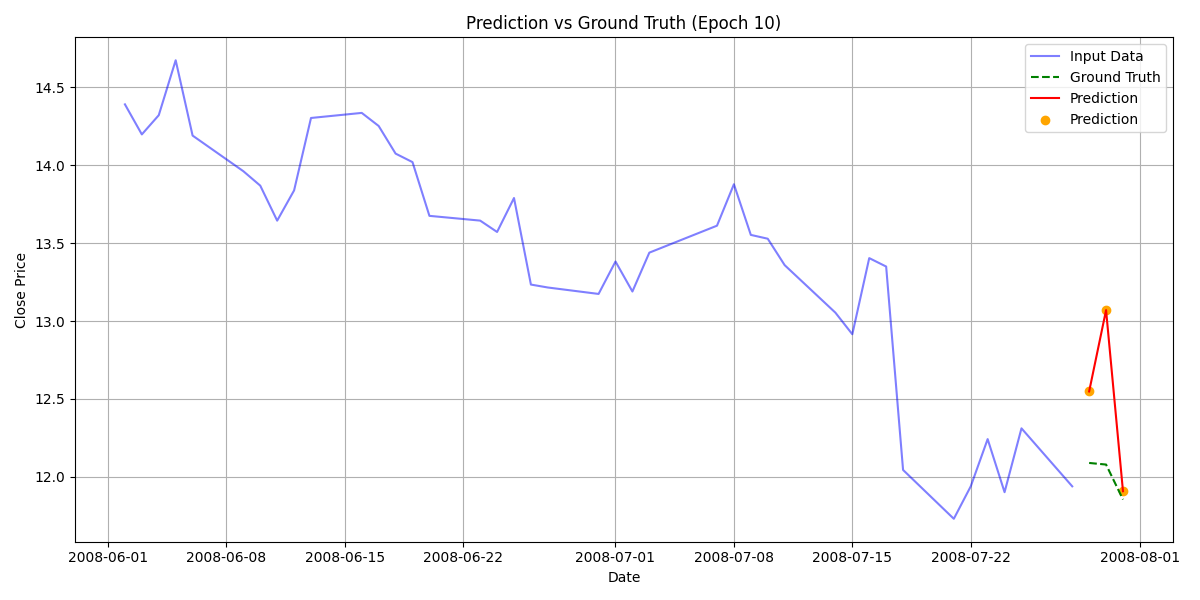 Prediction vs Ground Truth (Epoch 10)
Input Data
Ground Truth
Prediction
Prediction
Close Price
14.5
14.0
13.5
13.0
12.5
12.0
2008-06-01
2008-06-08
2008-06-15
2008-06-22
2008-07-01
2008-07-08
2008-07-15
2008-07-22
2008-08-01
Date